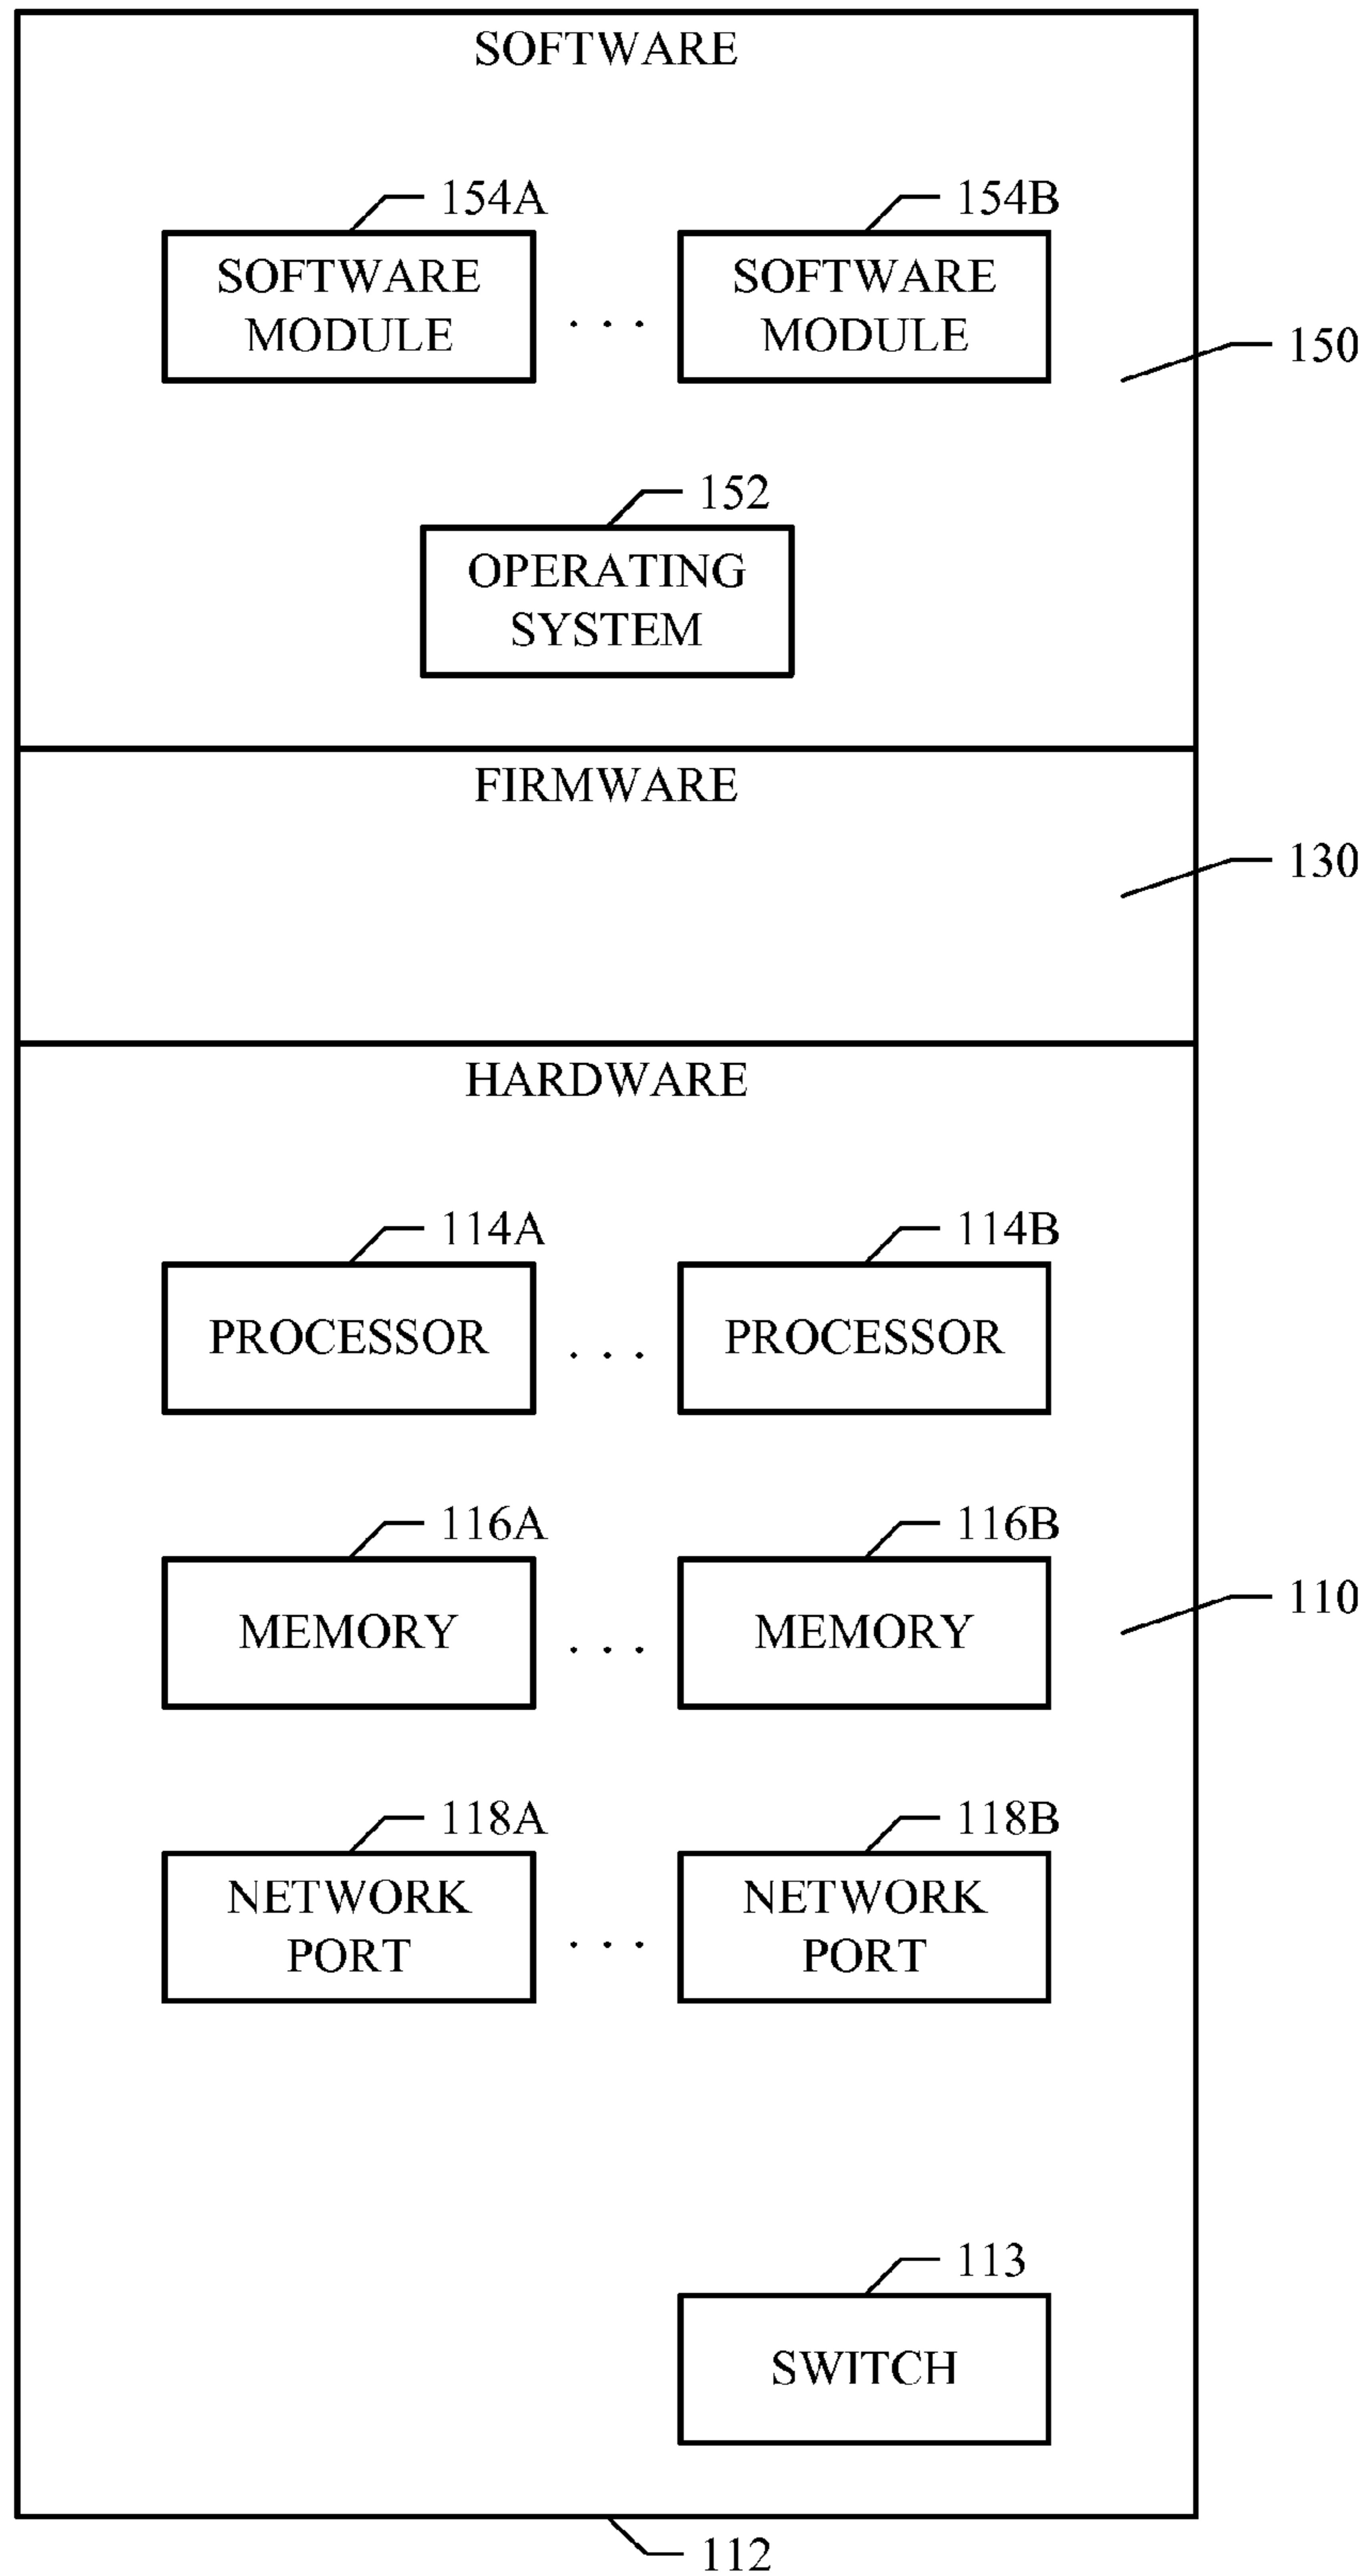 SOFTWARE
154A
154B
SOFTWARE
MODULE
. . .
SOFTWARE
MODULE
150
152
OPERATING
SYSTEM
FIRMWARE
130
HARDWARE
114A
114B
PROCESSOR
. . .
PROCESSOR
116A
116B
MEMORY
. . .
MEMORY
110
118A
118B
NETWORK
PORT
. . .
NETWORK
PORT
113
SWITCH
112